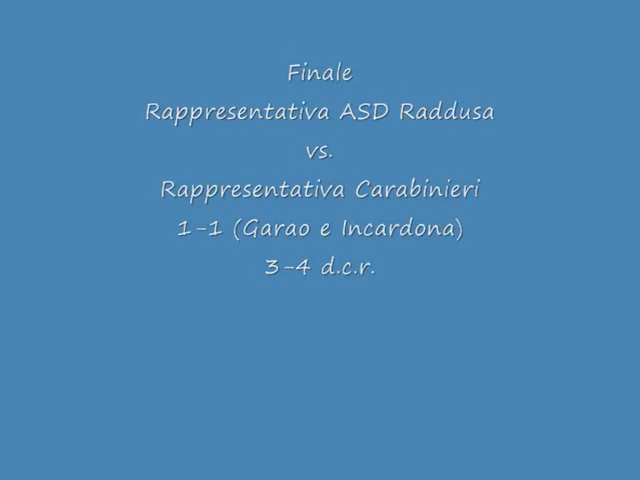 Finale
Rappresentativa ASD Raddusa
vs.
Rappresentativa Carabinieri
1-1 (Garao e Incardona)
3-4 d.c.r.